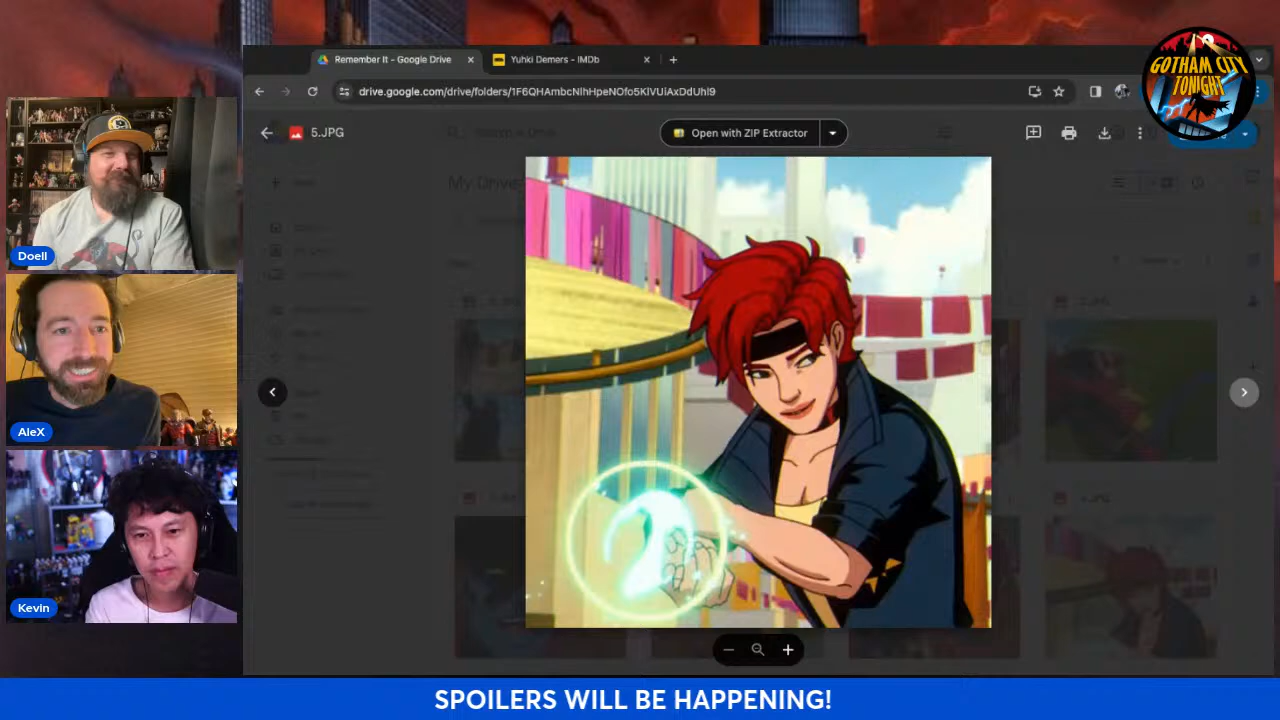 Remember It - Google Drive
Yuhki Demers - IMDb
drive.google.com/drive/folders/
5.JPG
Open with ZIP Extractor
My Drive
GOTHAM CITY
TONIGHT
Doell
AleX
Kevin
SPOILERS WILL BE HAPPENING!